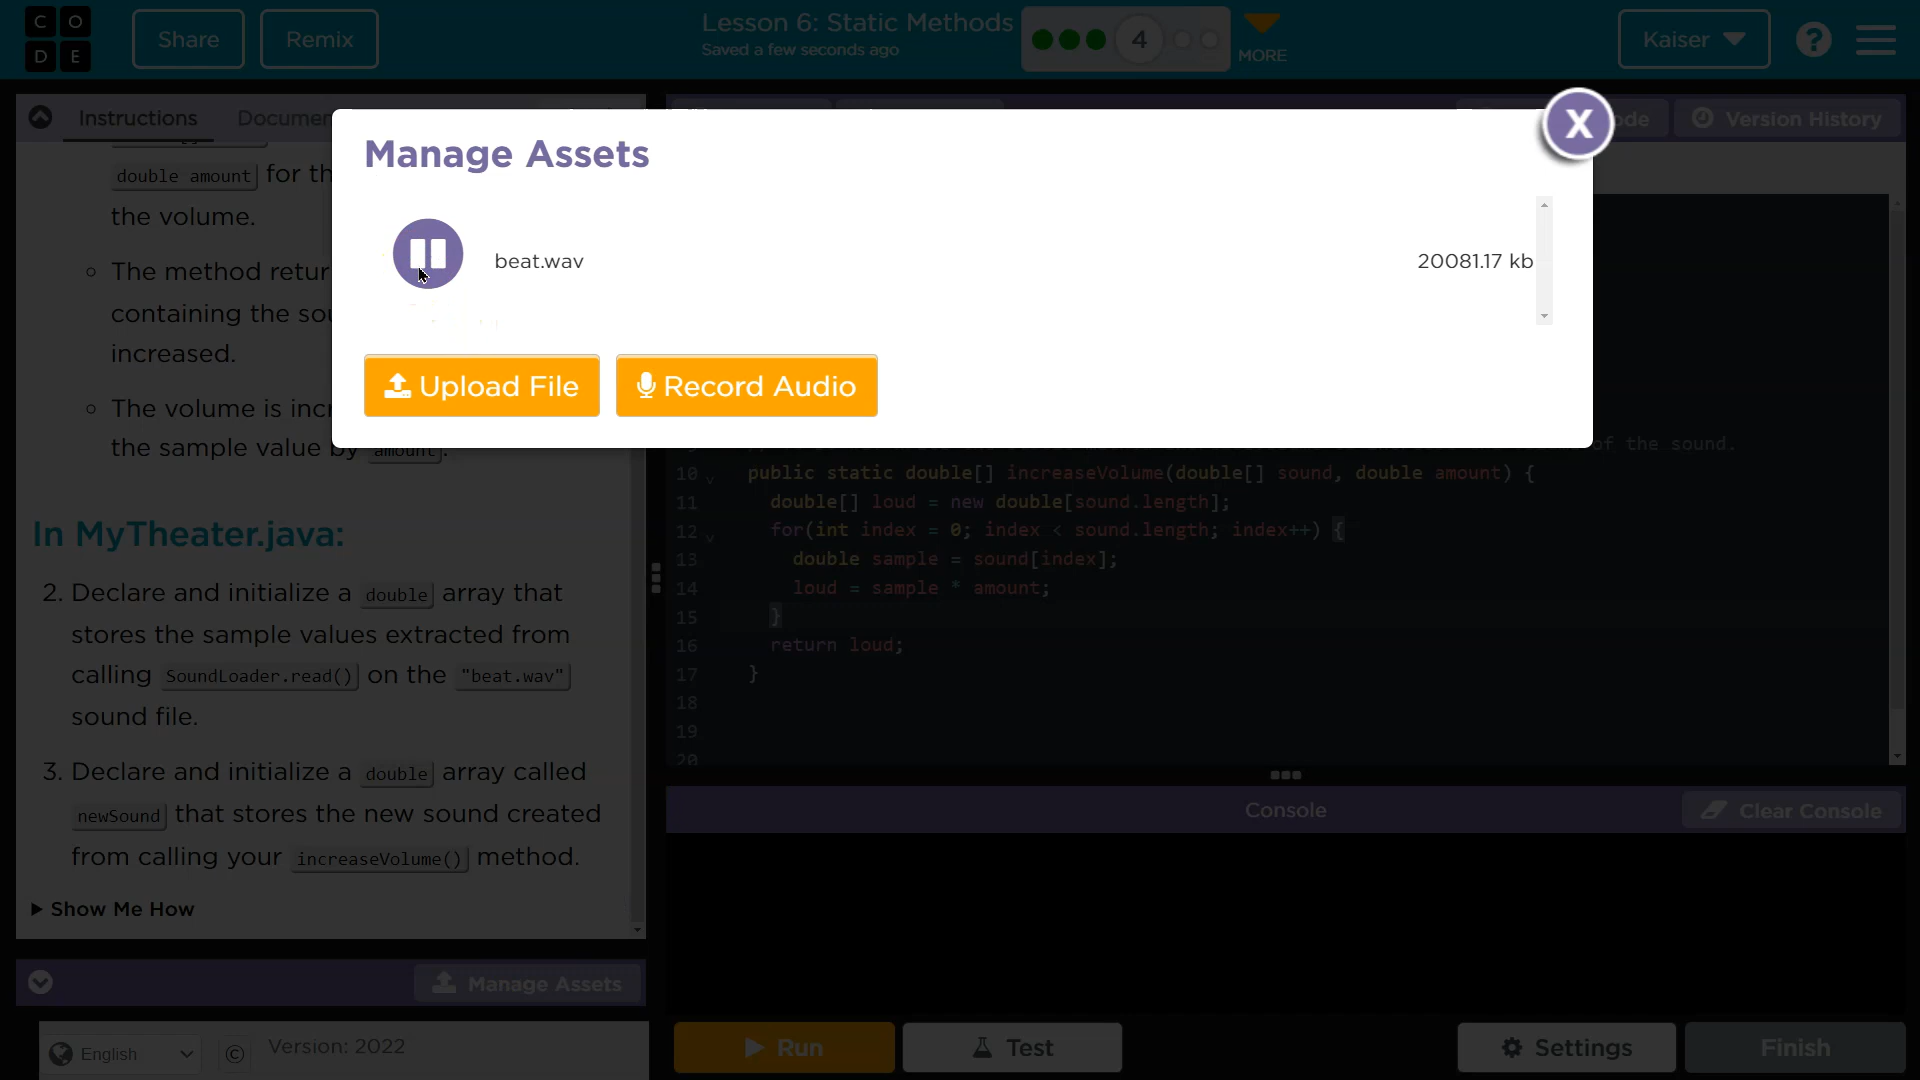 C O
D E
Share
Remix
Lesson 6: Static Methods
Saved a few seconds ago
4
MORE
Kaiser
?
Instructions
Version History
Manage Assets
X
beat.wav
20081.17 kb
Upload File
Record Audio
double amount for th
the volume.
The method retur
containing the sou
increased.
The volume is incr
the sample value by amount.
In MyTheater.java:
2. Declare and initialize a double array that
stores the sample values extracted from
calling SoundLoader.read() on the "beat.wav"
sound file.
3. Declare and initialize a double array called
newSound that stores the new sound created
from calling your increaseVolume() method.
Show Me How
of the sound.
10 public static double[] increaseVolume(double[] sound, double amount) {
11 double[] loud = new double[sound.length];
12 for(int index = 0; index < sound.length; index++) {
13 double sample = sound[index];
14 loud = sample * amount;
15 }
16 return loud;
17 }
18
19
20
Console
Clear Console
Manage Assets
English
©
Version: 2022
Run
Test
Settings
Finish